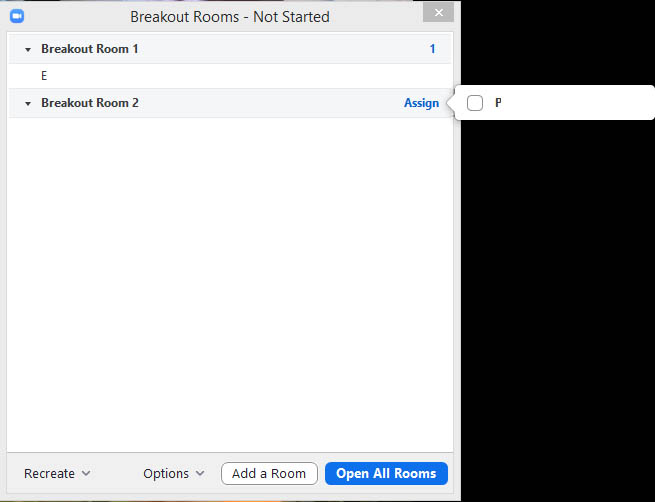 Breakout Rooms - Not Started
Breakout Room 1 1
E
Breakout Room 2 Assign
P
Recreate Options Add a Room Open All Rooms